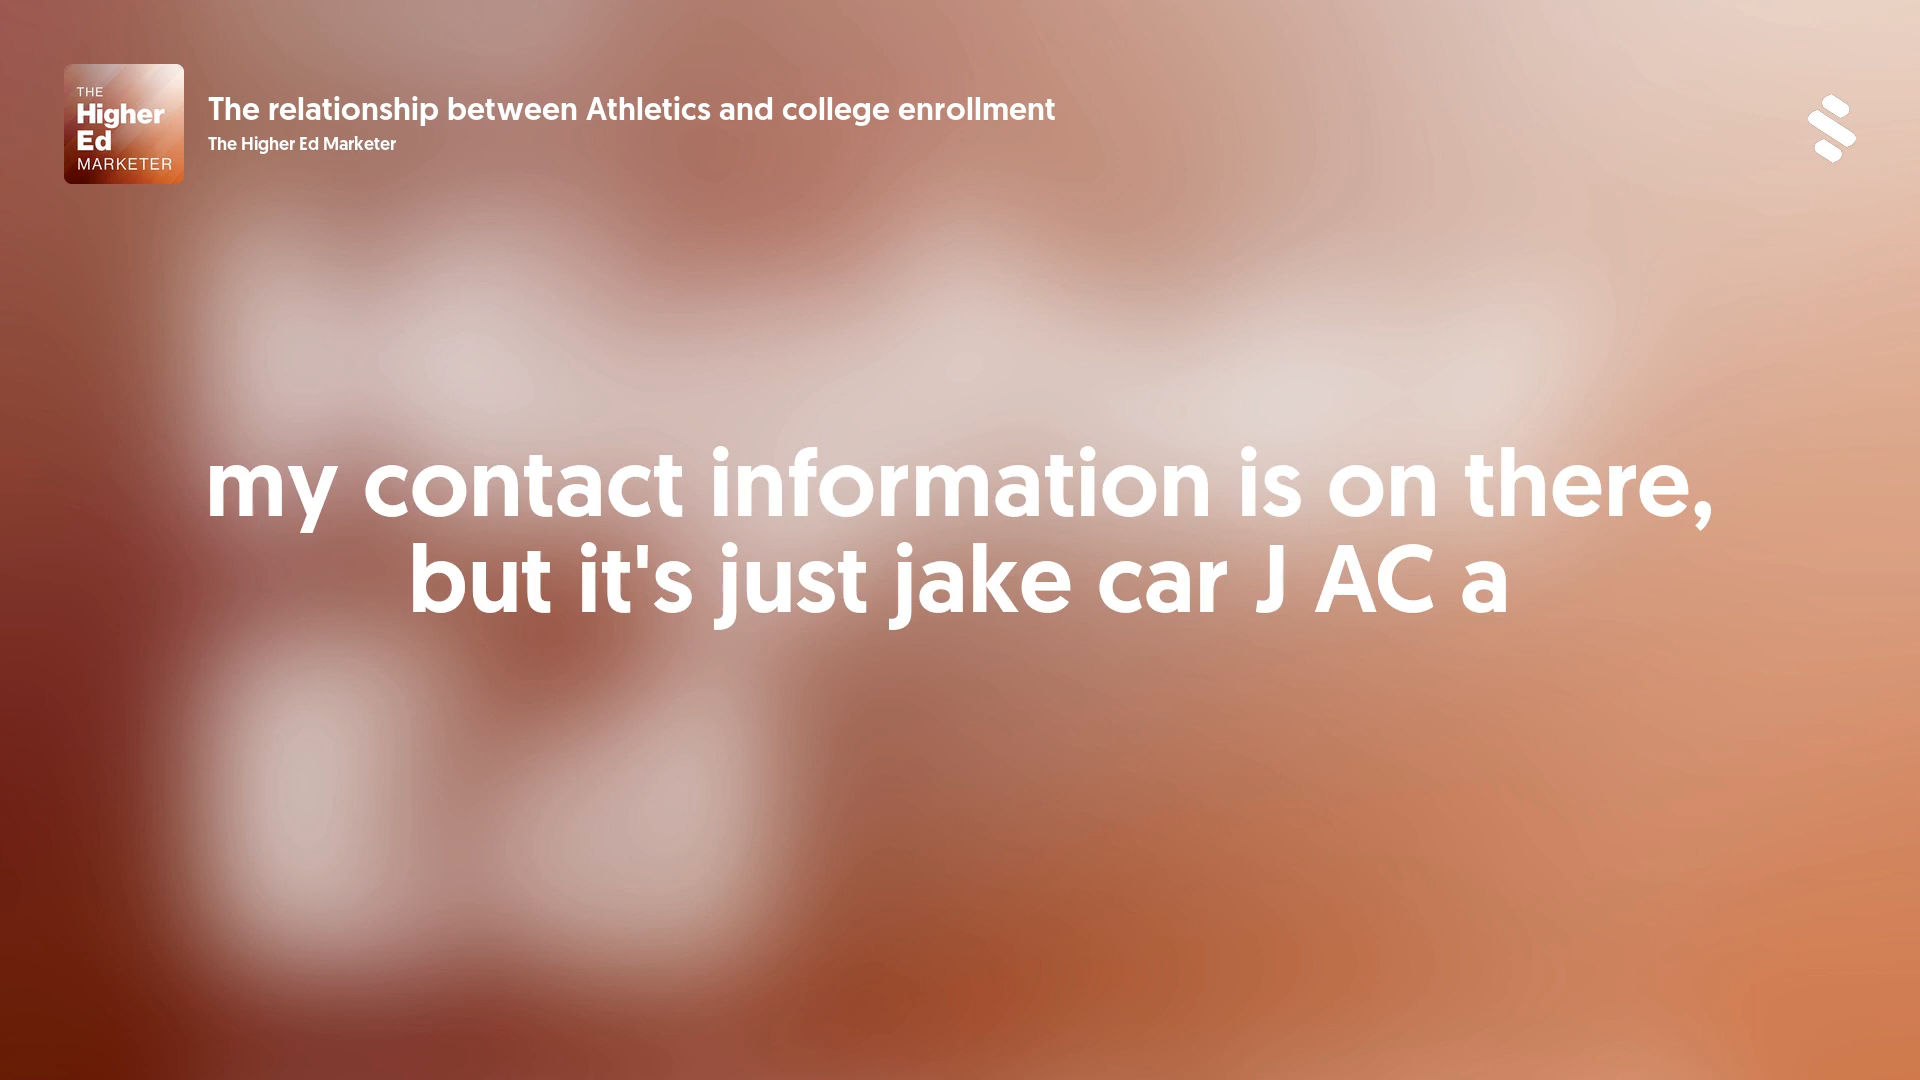 THE
Higher
Ed
MARKETER
The relationship between Athletics and college enrollment
The Higher Ed Marketer
my contact information is on there,
but it's just jake car J AC a